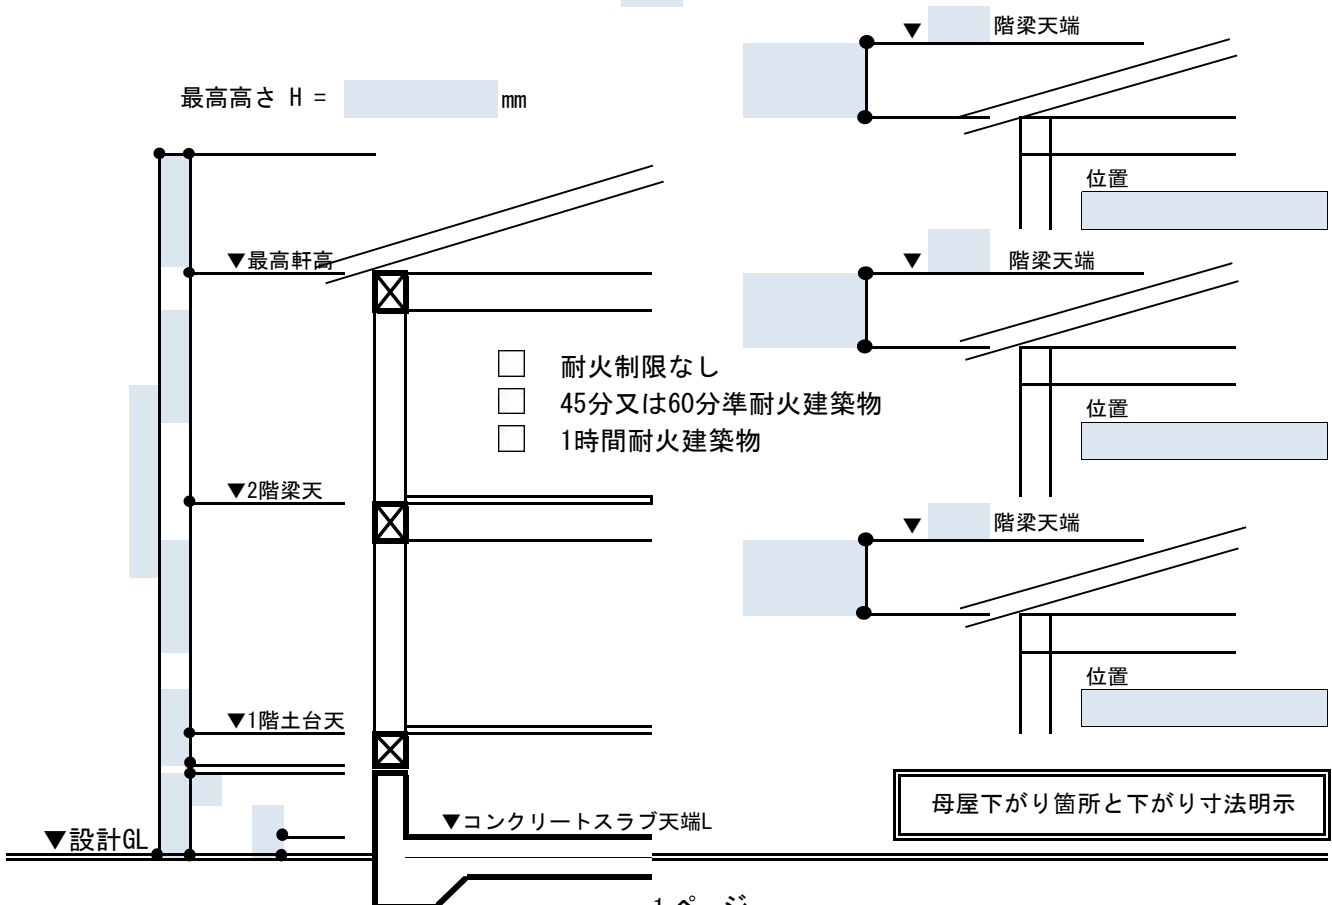 最高高さ H = mm
▼最高軒高
▼2階梁天
▼1階土台天
▼設計GL
▼コンクリートスラブ天端L
耐火制限なし
45分又は60分準耐火建築物
1時間耐火建築物
▼ 階梁天端
位置
▼ 階梁天端
位置
▼ 階梁天端
位置
母屋下がり箇所と下がり寸法明示
1 ページ